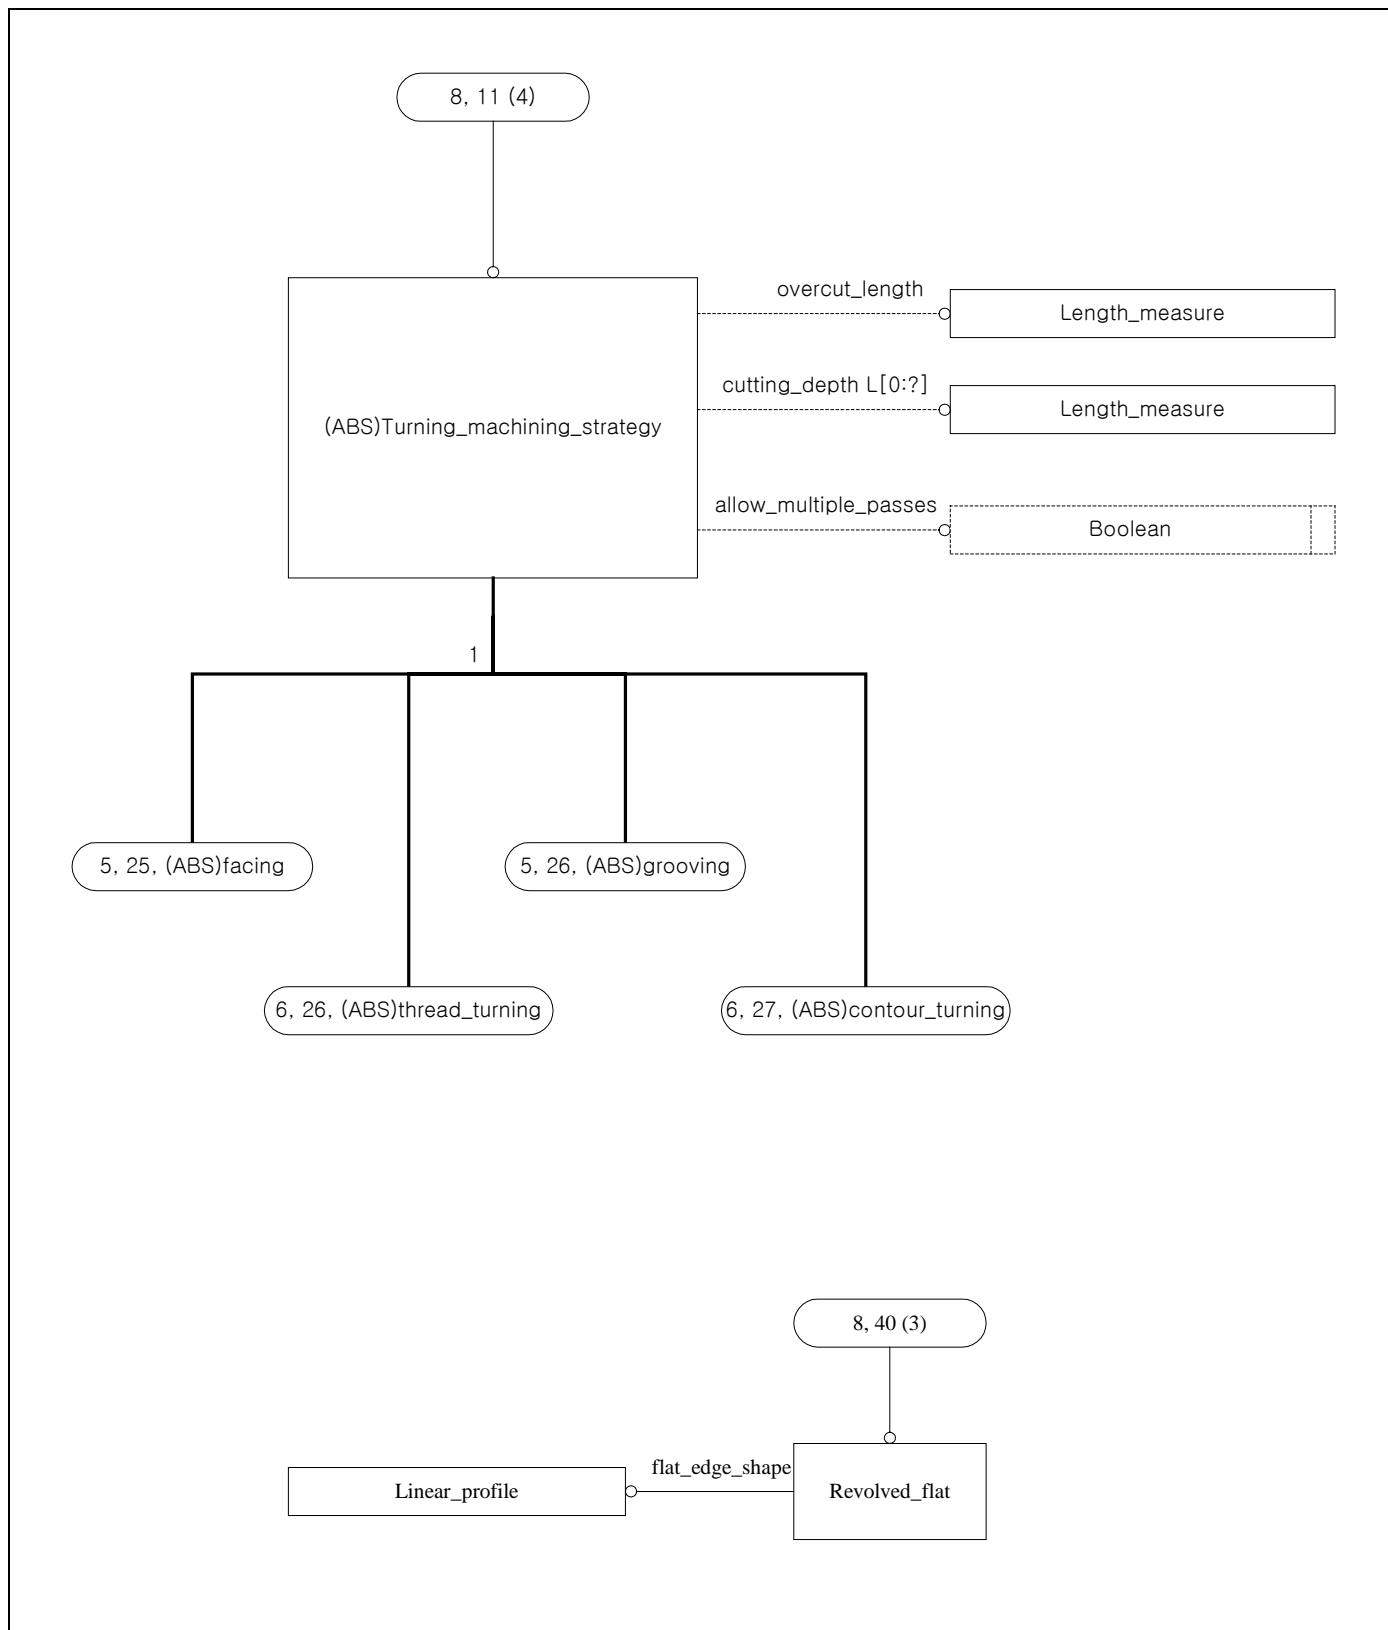 8, 11 (4)
overcut_length
Length_measure
cutting_depth L[0:?]
Length_measure
(ABS)Turning_machining_strategy
allow_multiple_passes
Boolean
1
5, 25, (ABS)facing
5, 26, (ABS)grooving
6, 26, (ABS)thread_turning
6, 27, (ABS)contour_turning
8, 40 (3)
flat_edge_shape
Linear_profile
Revolved_flat